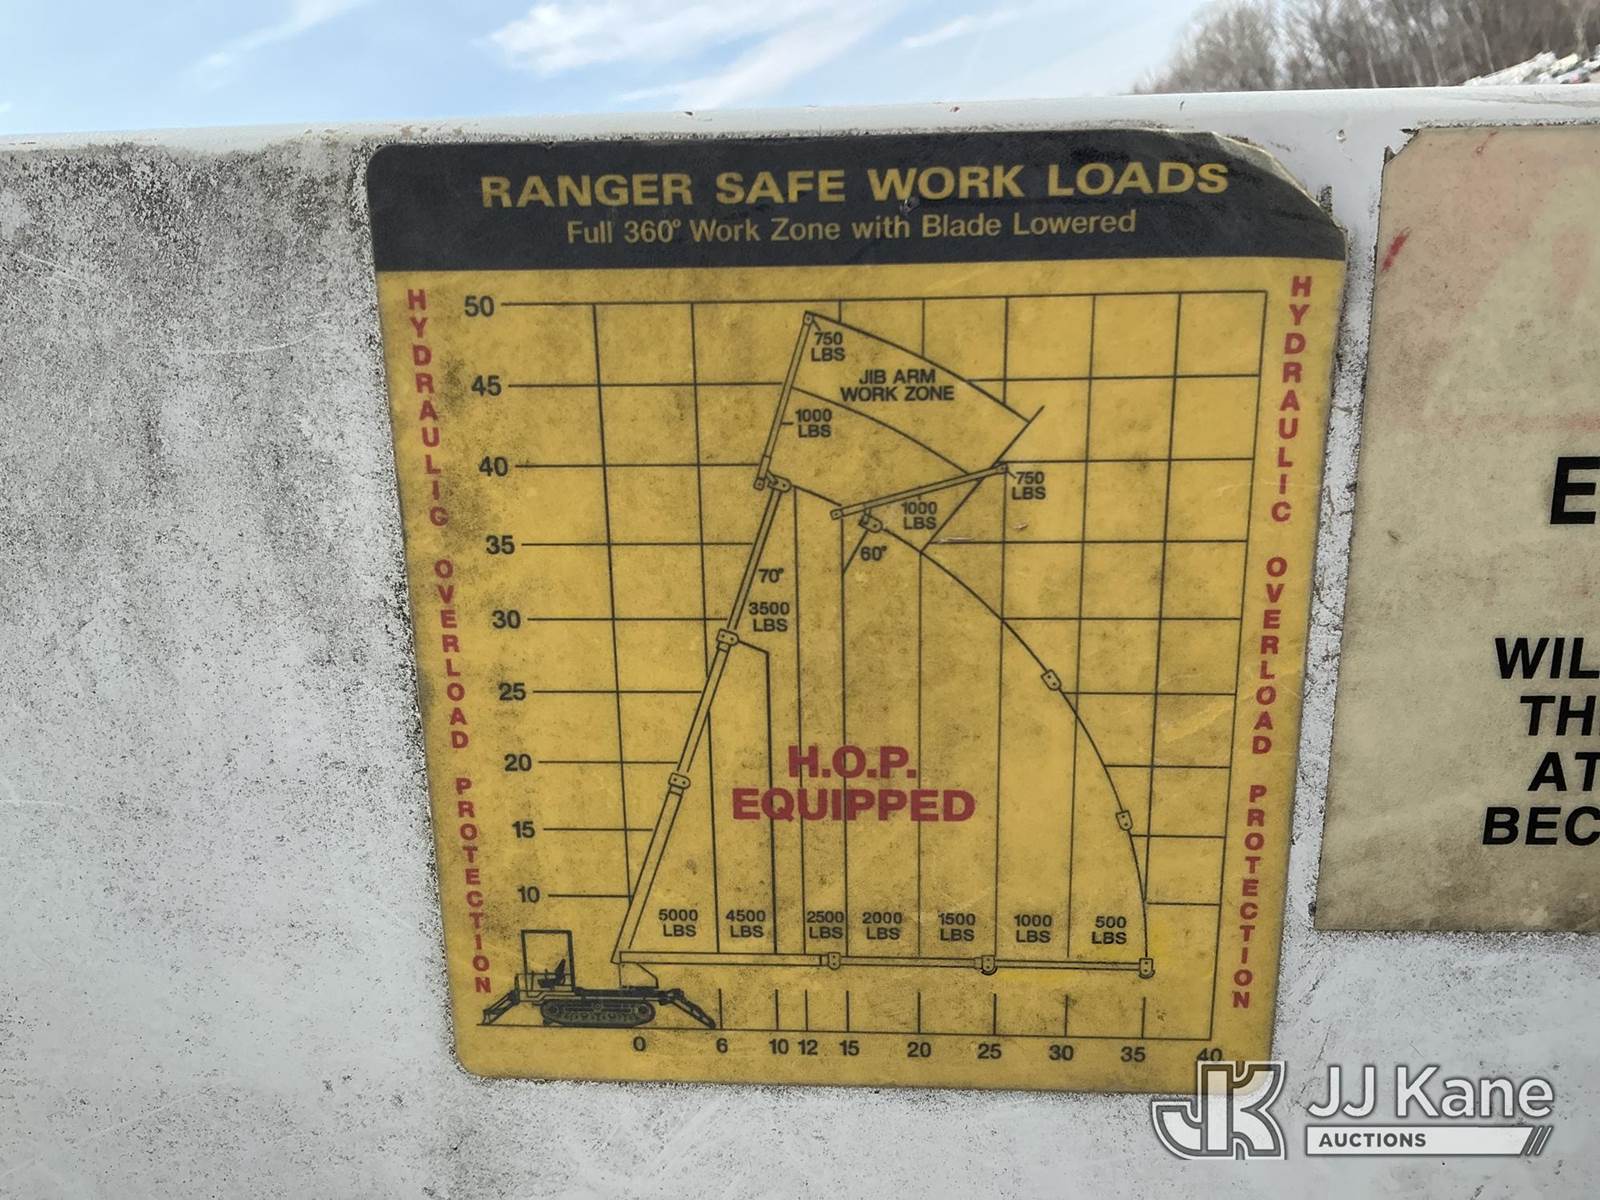 RANGER SAFE WORK LOADS
Full 360° Work Zone with Blade Lowered
HYDRAULIC OVERLOAD PROTECTION
HYDRAULIC OVERLOAD PROTECTION
50
45
40
35
30
25
20
15
10
750
LBS
JIB ARM
WORK ZONE
1000
LBS
750
LBS
1000
LBS
60°
70°
3500
LBS
H.O.P.
EQUIPPED
5000
LBS
4500
LBS
2500
LBS
2000
LBS
1500
LBS
1000
LBS
500
LBS
0 6 10 12 15 20 25 30 35 40
E
WIL
TH
AT
BEC
JK
JJ Kane
AUCTIONS